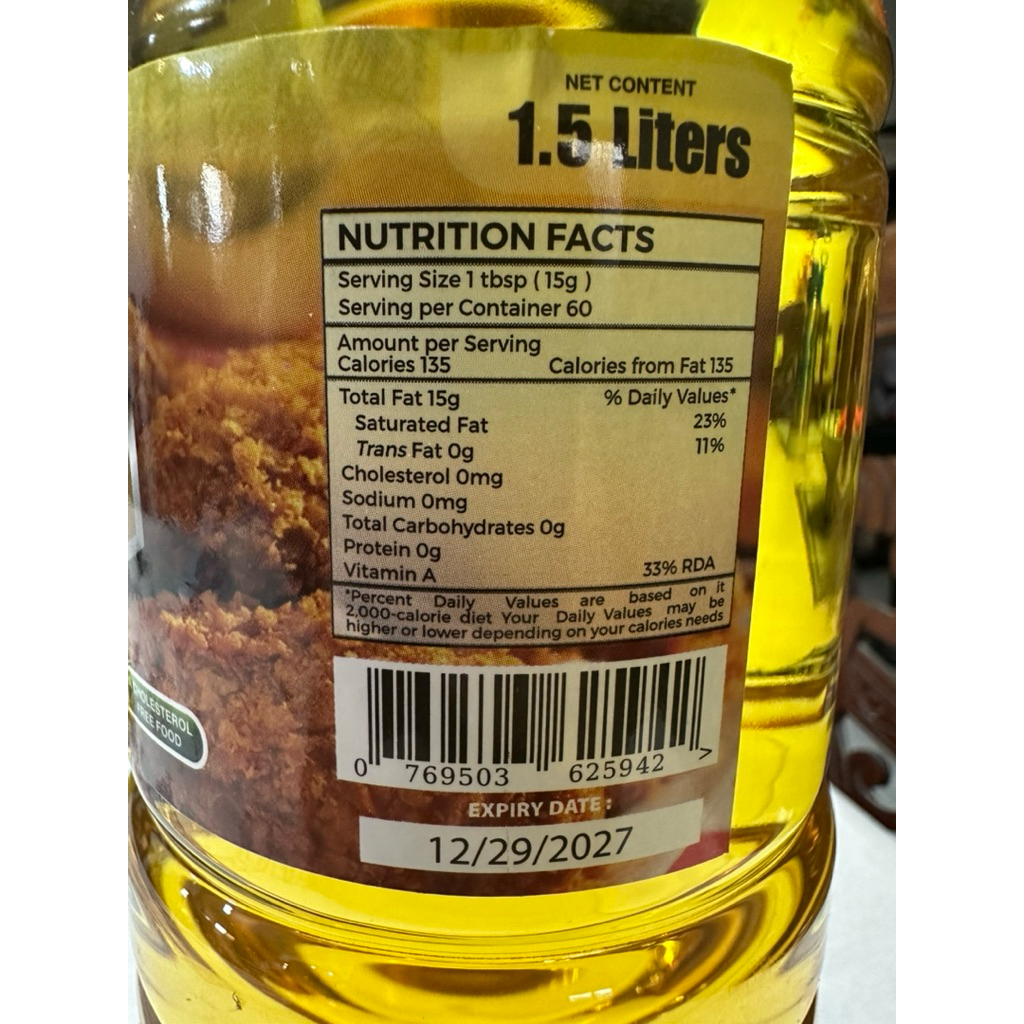 NET CONTENT
1.5 Liters
NUTRITION FACTS
Serving Size 1 tbsp ( 15g )
Serving per Container 60
Amount per Serving
Calories 135 Calories from Fat 135
Total Fat 15g % Daily Values*
Saturated Fat 23%
Trans Fat 0g 11%
Cholesterol 0mg
Sodium 0mg
Total Carbohydrates 0g
Protein 0g
Vitamin A 33% RDA
*Percent Daily Values are based on it
2,000-calorie diet Your Daily Values may be
higher or lower depending on your calories needs
0 769503 625942 >
EXPIRY DATE :
12/29/2027
CHOLESTEROL
FREE FOOD